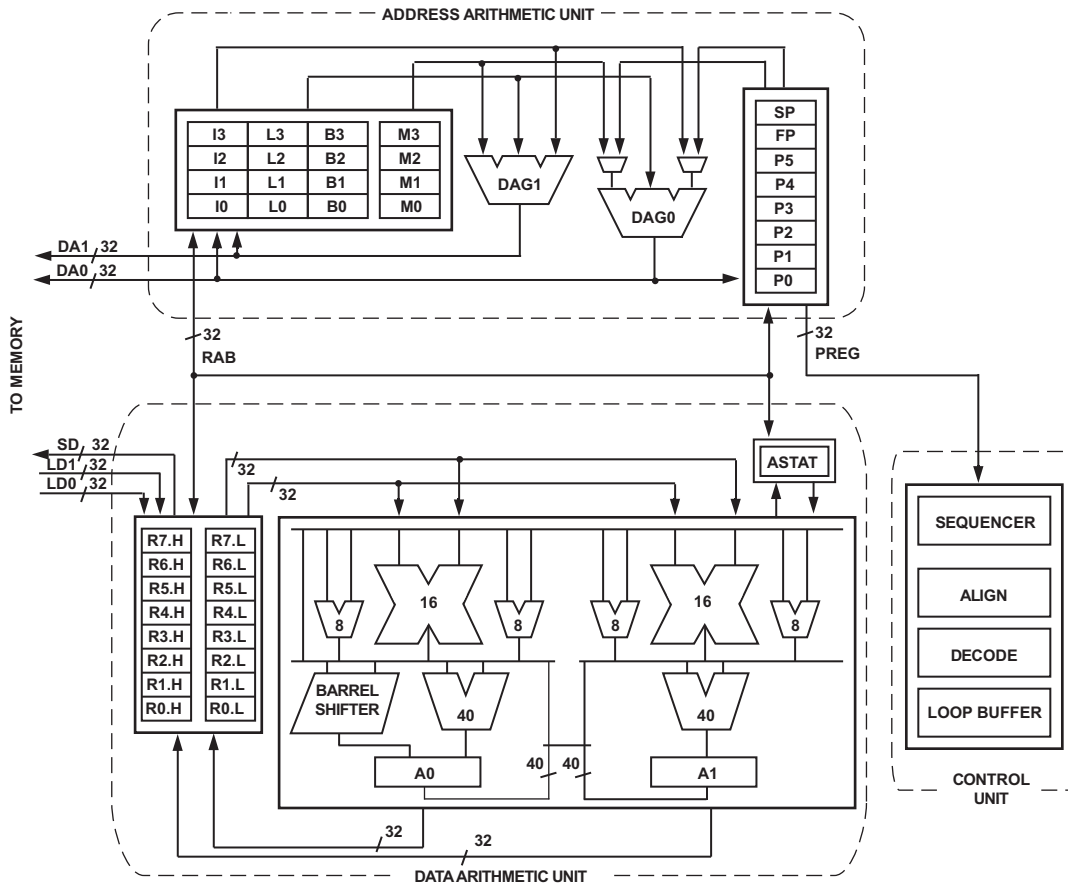 ADDRESS ARITHMETIC UNIT
I3 L3 B3 M3
I2 L2 B2 M2
I1 L1 B1 M1
I0 L0 B0 M0
DAG1
DAG0
SP
FP
P5
P4
P3
P2
P1
P0
DA1 32
DA0 32
TO MEMORY
32
RAB
32
PREG
SD 32
LD1 32
LD0 32
32
32
ASTAT
R7.H R7.L
R6.H R6.L
R5.H R5.L
R4.H R4.L
R3.H R3.L
R2.H R2.L
R1.H R1.L
R0.H R0.L
16 16
8 8 8 8
BARREL
SHIFTER
40 40
40 40
A0 A1
32
32
DATA ARITHMETIC UNIT
SEQUENCER
ALIGN
DECODE
LOOP BUFFER
CONTROL
UNIT